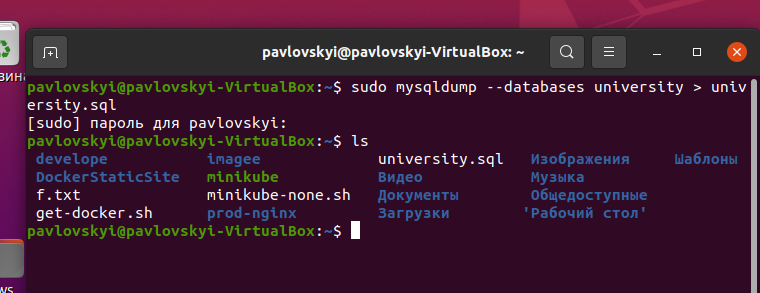 pavlovskyi@pavlovskyi-VirtualBox: ~
pavlovskyi@pavlovskyi-VirtualBox:~$ sudo mysqldump --databases university > univ
ersity.sql
[sudo] пароль для pavlovskyi:
pavlovskyi@pavlovskyi-VirtualBox:~$ ls
develope imagee university.sql Изображения Шаблоны
DockerStaticSite minikube Видео Музыка
f.txt minikube-none.sh Документы Общедоступные
get-docker.sh prod-nginx Загрузки 'Рабочий стол'
pavlovskyi@pavlovskyi-VirtualBox:~$